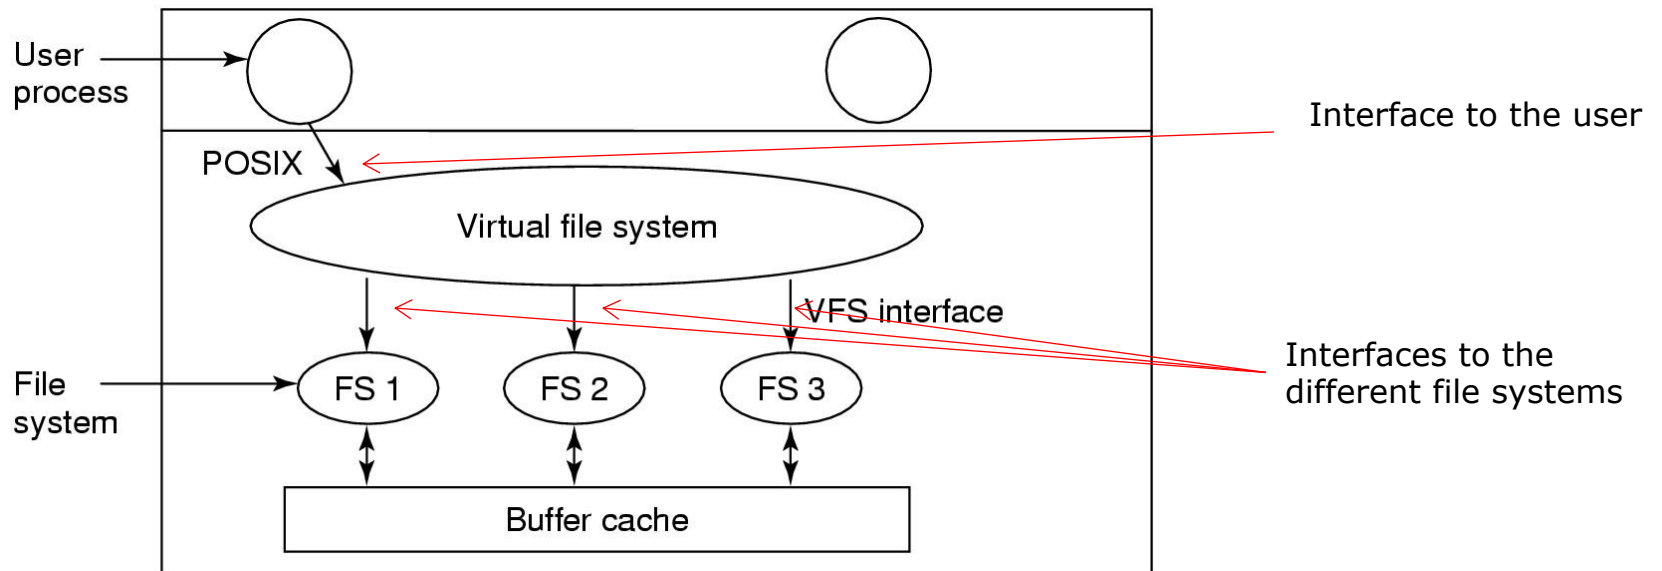 User
process
Interface to the user
POSIX
Virtual file system
VFS interface
Interfaces to the
different file systems
File
system
FS 1
FS 2
FS 3
Buffer cache